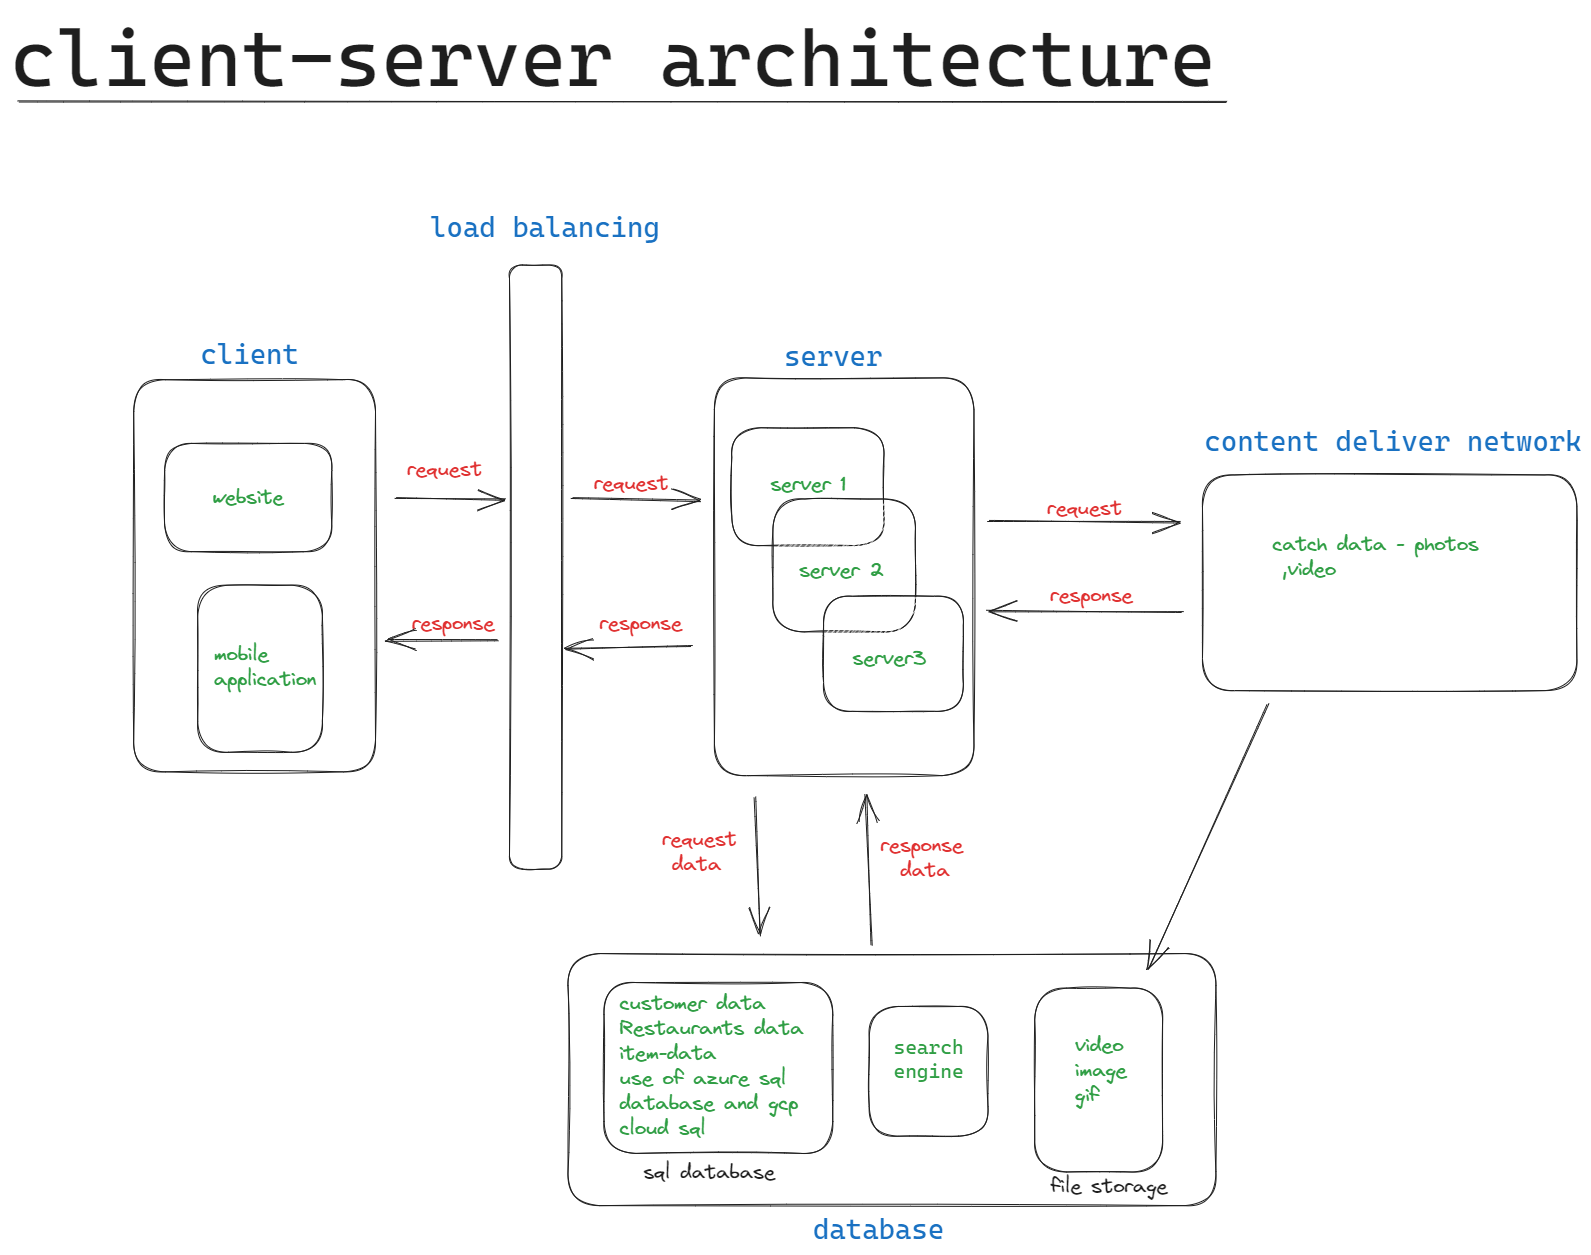 client-server architecture
load balancing
client
server
content deliver network
website
mobile
application
request
request
response
response
server 1
server 2
server3
request
response
catch data - photos
,video
request
data
response
data
customer data
Restaurants data
item-data
use of azure sql
database and gcp
cloud sql
sql database
search
engine
video
image
gif
file storage
database